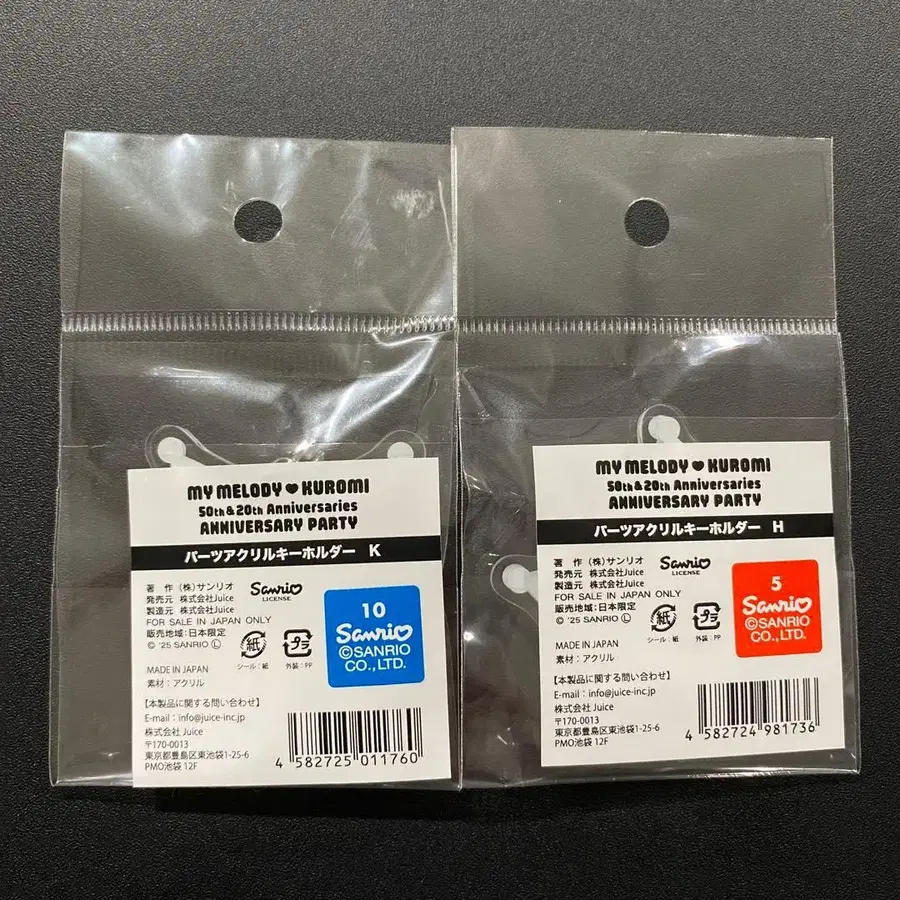 MY MELODY ♥ KUROMI
50th & 20th Anniversaries
ANNIVERSARY PARTY
パーツアクリルキーホルダー K
著 作 (株)サンリオ
発売元 株式会社Juice
製造元 株式会社Juice
FOR SALE IN JAPAN ONLY
販売地域:日本限定
© '25 SANRIO Ⓛ
Sanrio
LICENSE
紙
シール:紙
プラ
外装:PP
10
Sanrio
©SANRIO
CO.,LTD.
MADE IN JAPAN
素材:アクリル
【本製品に関する問い合わせ】
E-mail:info@juice-inc.jp
株式会社 Juice
〒170-0013
東京都豊島区東池袋1-25-6
PMO池袋 12F
4 582725 011760
MY MELODY ♥ KUROMI
50th & 20th Anniversaries
ANNIVERSARY PARTY
パーツアクリルキーホルダー H
著 作 (株)サンリオ
発売元 株式会社Juice
製造元 株式会社Juice
FOR SALE IN JAPAN ONLY
販売地域:日本限定
© '25 SANRIO Ⓛ
Sanrio
LICENSE
紙
シール:紙
プラ
外装:PP
5
Sanrio
©SANRIO
CO.,LTD.
MADE IN JAPAN
素材:アクリル
【本製品に関する問い合わせ】
E-mail:info@juice-inc.jp
株式会社 Juice
〒170-0013
東京都豊島区東池袋1-25-6
PMO池袋 12F
4 582724 981736